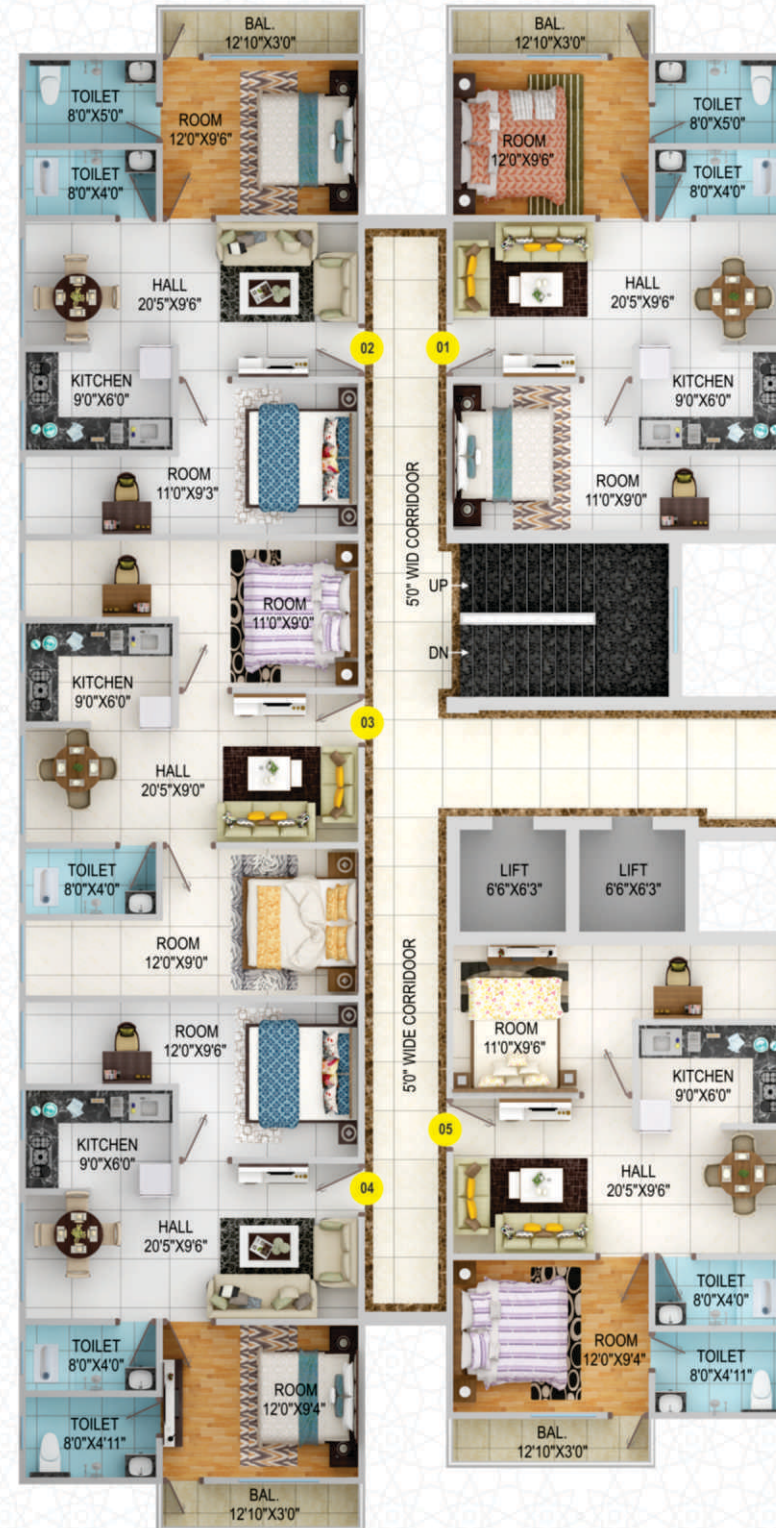 BAL.
12'10"X3'0"
BAL.
12'10"X3'0"
TOILET
8'0"X5'0"
ROOM
12'0"X9'6"
ROOM
12'0"X9'6"
TOILET
8'0"X5'0"
TOILET
8'0"X4'0"
TOILET
8'0"X4'0"
HALL
20'5"X9'6"
HALL
20'5"X9'6"
02
01
KITCHEN
9'0"X6'0"
KITCHEN
9'0"X6'0"
ROOM
11'0"X9'3"
ROOM
11'0"X9'0"
5'0" WID CORRIDOOR
UP
DN
ROOM
11'0"X9'0"
KITCHEN
9'0"X6'0"
03
HALL
20'5"X9'0"
TOILET
8'0"X4'0"
LIFT
6'6"X6'3"
LIFT
6'6"X6'3"
ROOM
12'0"X9'0"
5'0" WIDE CORRIDOOR
ROOM
12'0"X9'6"
ROOM
11'0"X9'6"
KITCHEN
9'0"X6'0"
KITCHEN
9'0"X6'0"
05
04
HALL
20'5"X9'6"
HALL
20'5"X9'6"
TOILET
8'0"X4'0"
TOILET
8'0"X4'0"
ROOM
12'0"X9'4"
ROOM
12'0"X9'4"
TOILET
8'0"X4'11"
TOILET
8'0"X4'11"
BAL.
12'10"X3'0"
BAL.
12'10"X3'0"